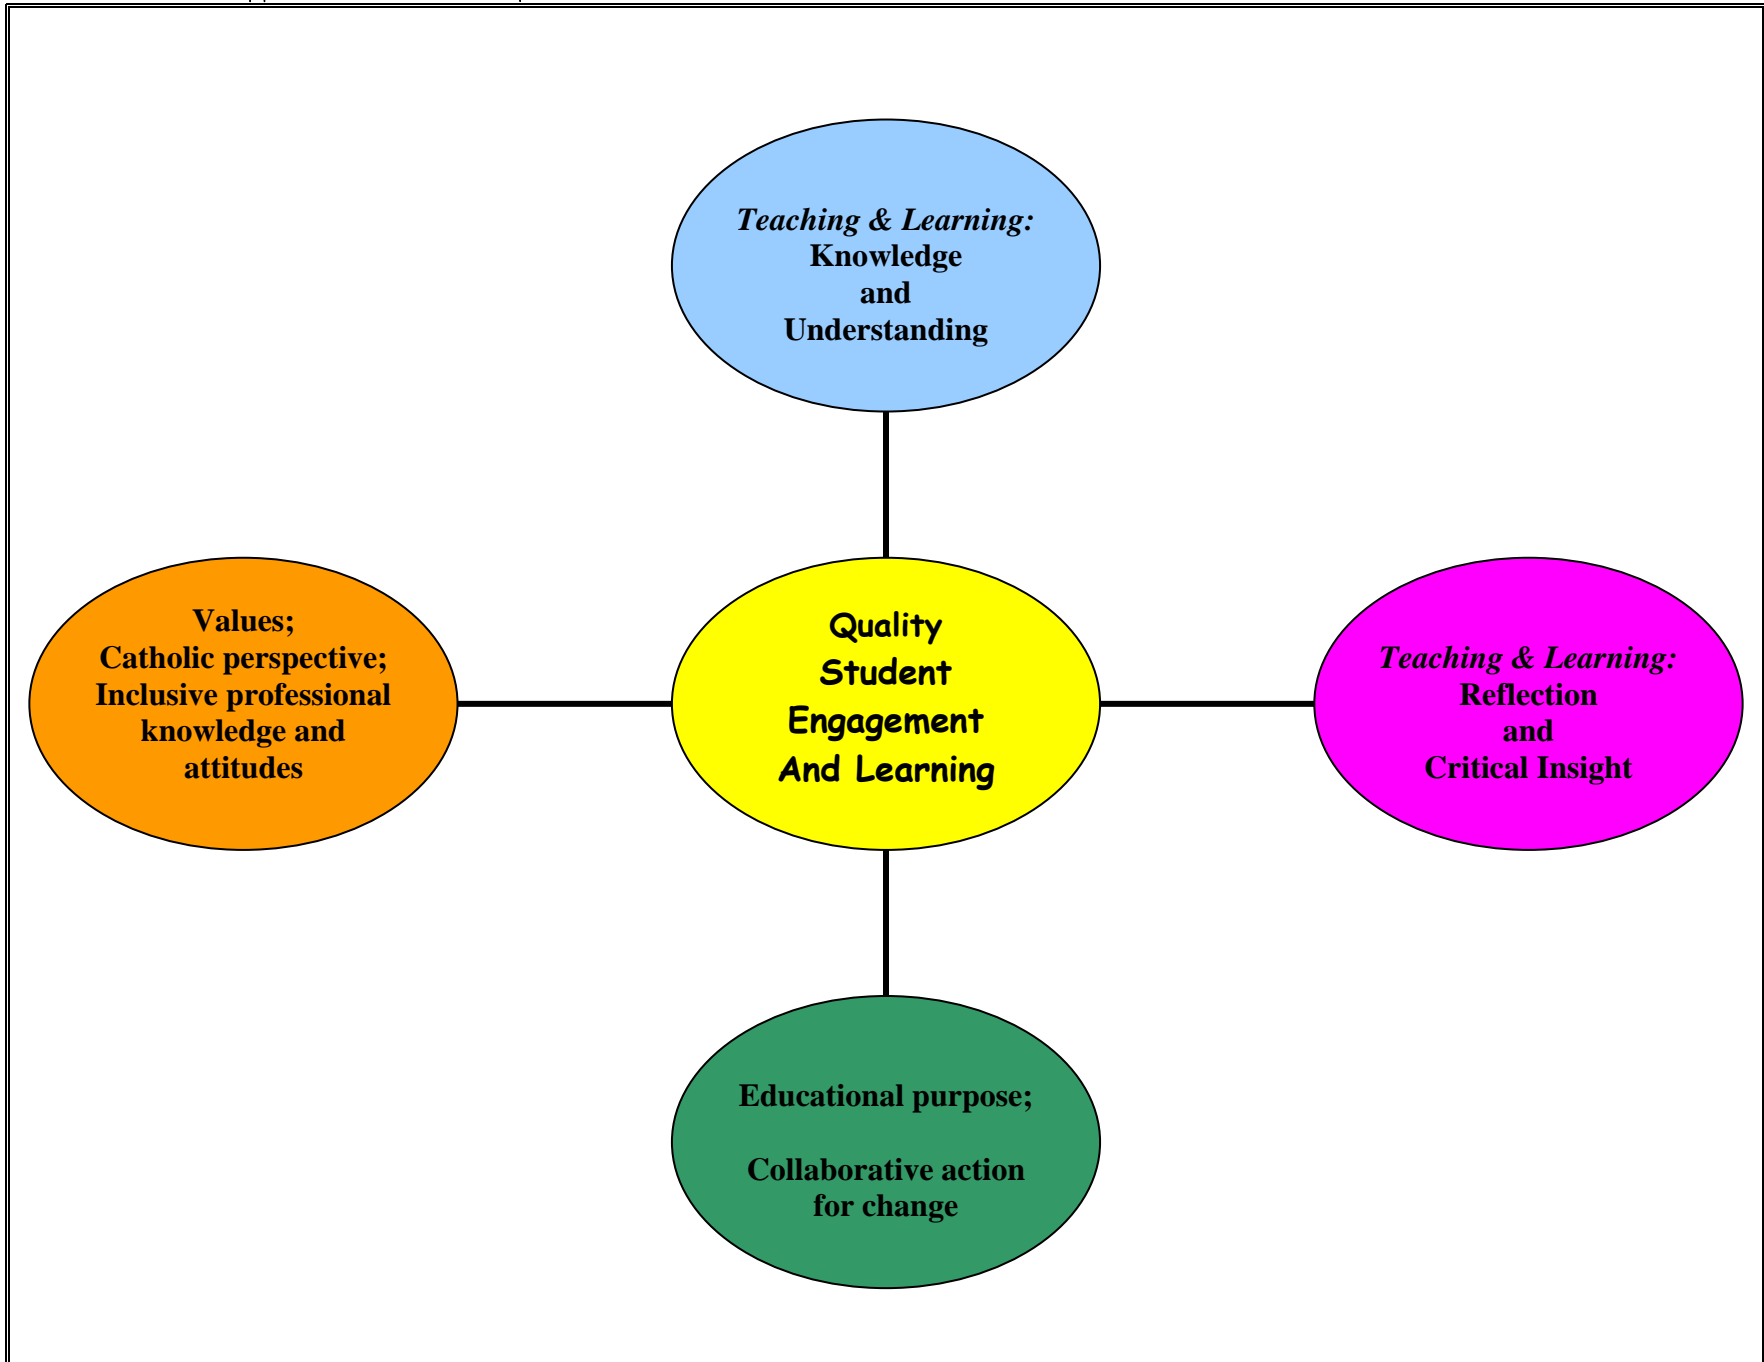 Teaching & Learning:
Knowledge
and
Understanding
Values;
Catholic perspective;
Inclusive professional
knowledge and
attitudes
Quality
Student
Engagement
And Learning
Teaching & Learning:
Reflection
and
Critical Insight
Educational purpose;
Collaborative action
for change